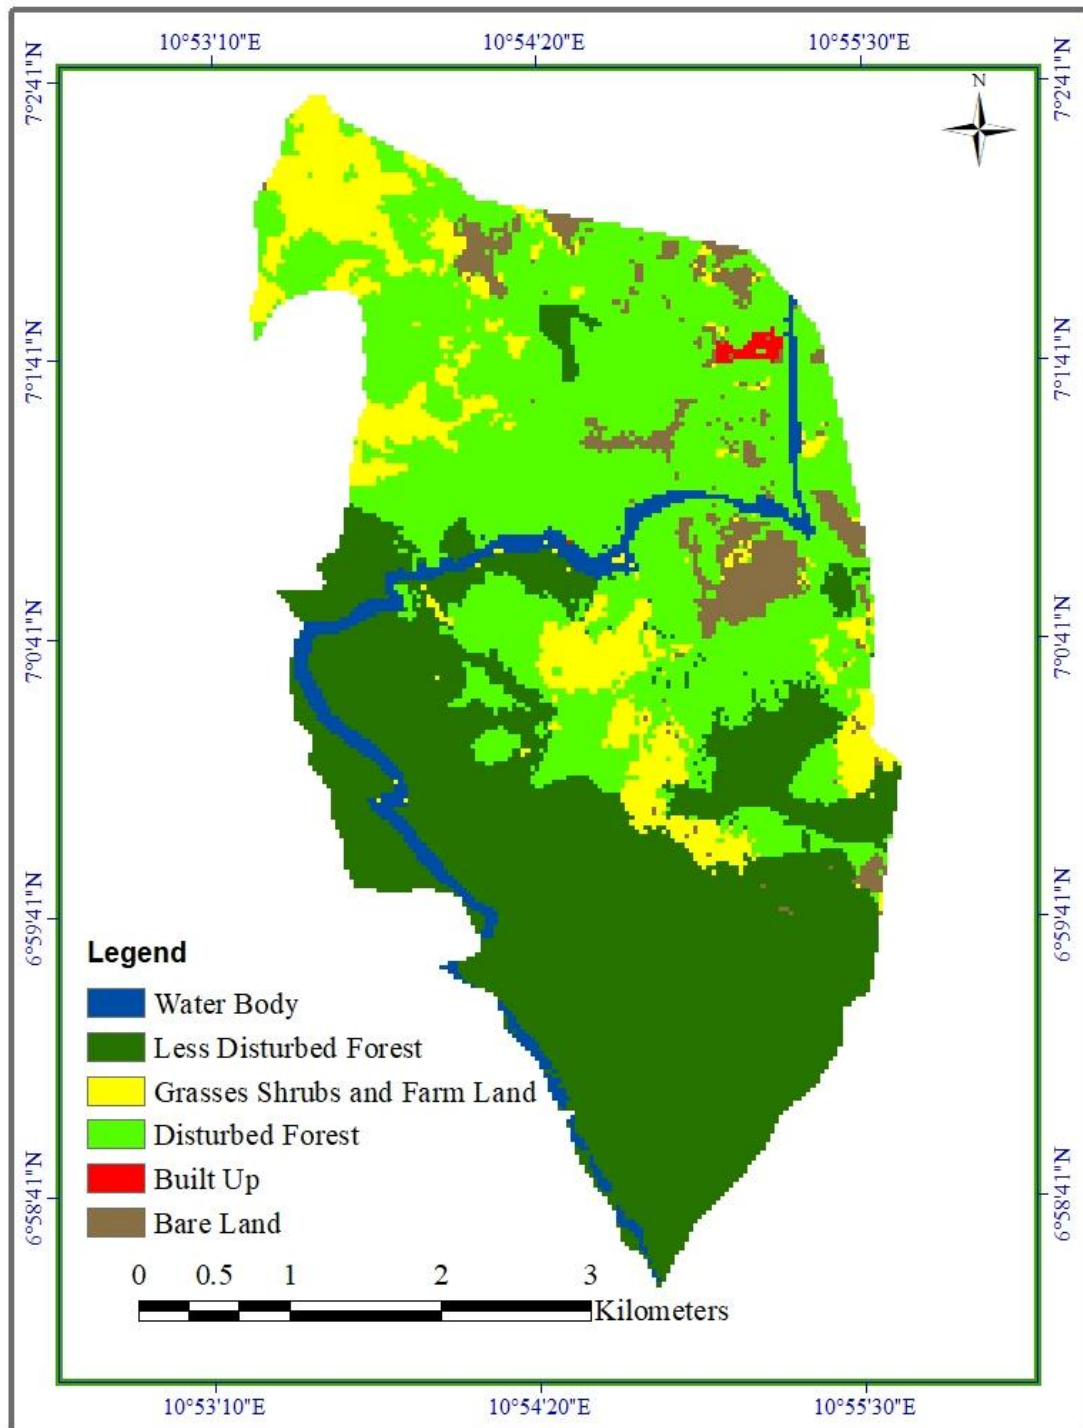 10°53'10"E 10°54'20"E 10°55'30"E
N
7°2'41"N 7°2'41"N
7°1'41"N 7°1'41"N
7°0'41"N 7°0'41"N
6°59'41"N 6°59'41"N
Legend
Water Body
Less Disturbed Forest
Grasses Shrubs and Farm Land
Disturbed Forest
Built Up
6°58'41"N 6°58'41"N
Bare Land
0 0.5 1 2 3
Kilometers
10°53'10"E 10°54'20"E 10°55'30"E